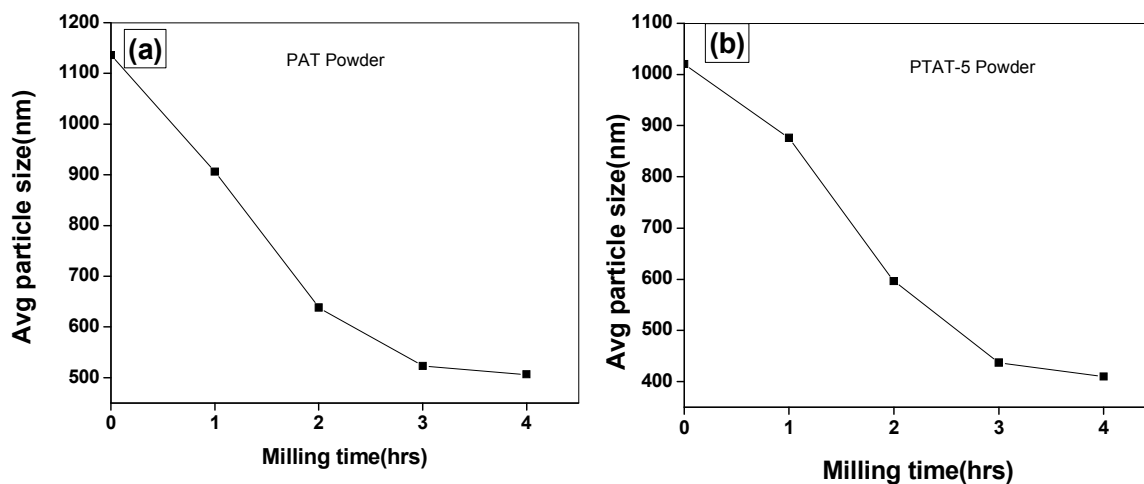 (a)
PAT Powder
1200
1100
1000
900
800
700
600
500
0 1 2 3 4
Avg particle size(nm)
Milling time(hrs)
(b)
PTAT-5 Powder
1100
1000
900
800
700
600
500
400
0 1 2 3 4
Avg particle size(nm)
Milling time(hrs)